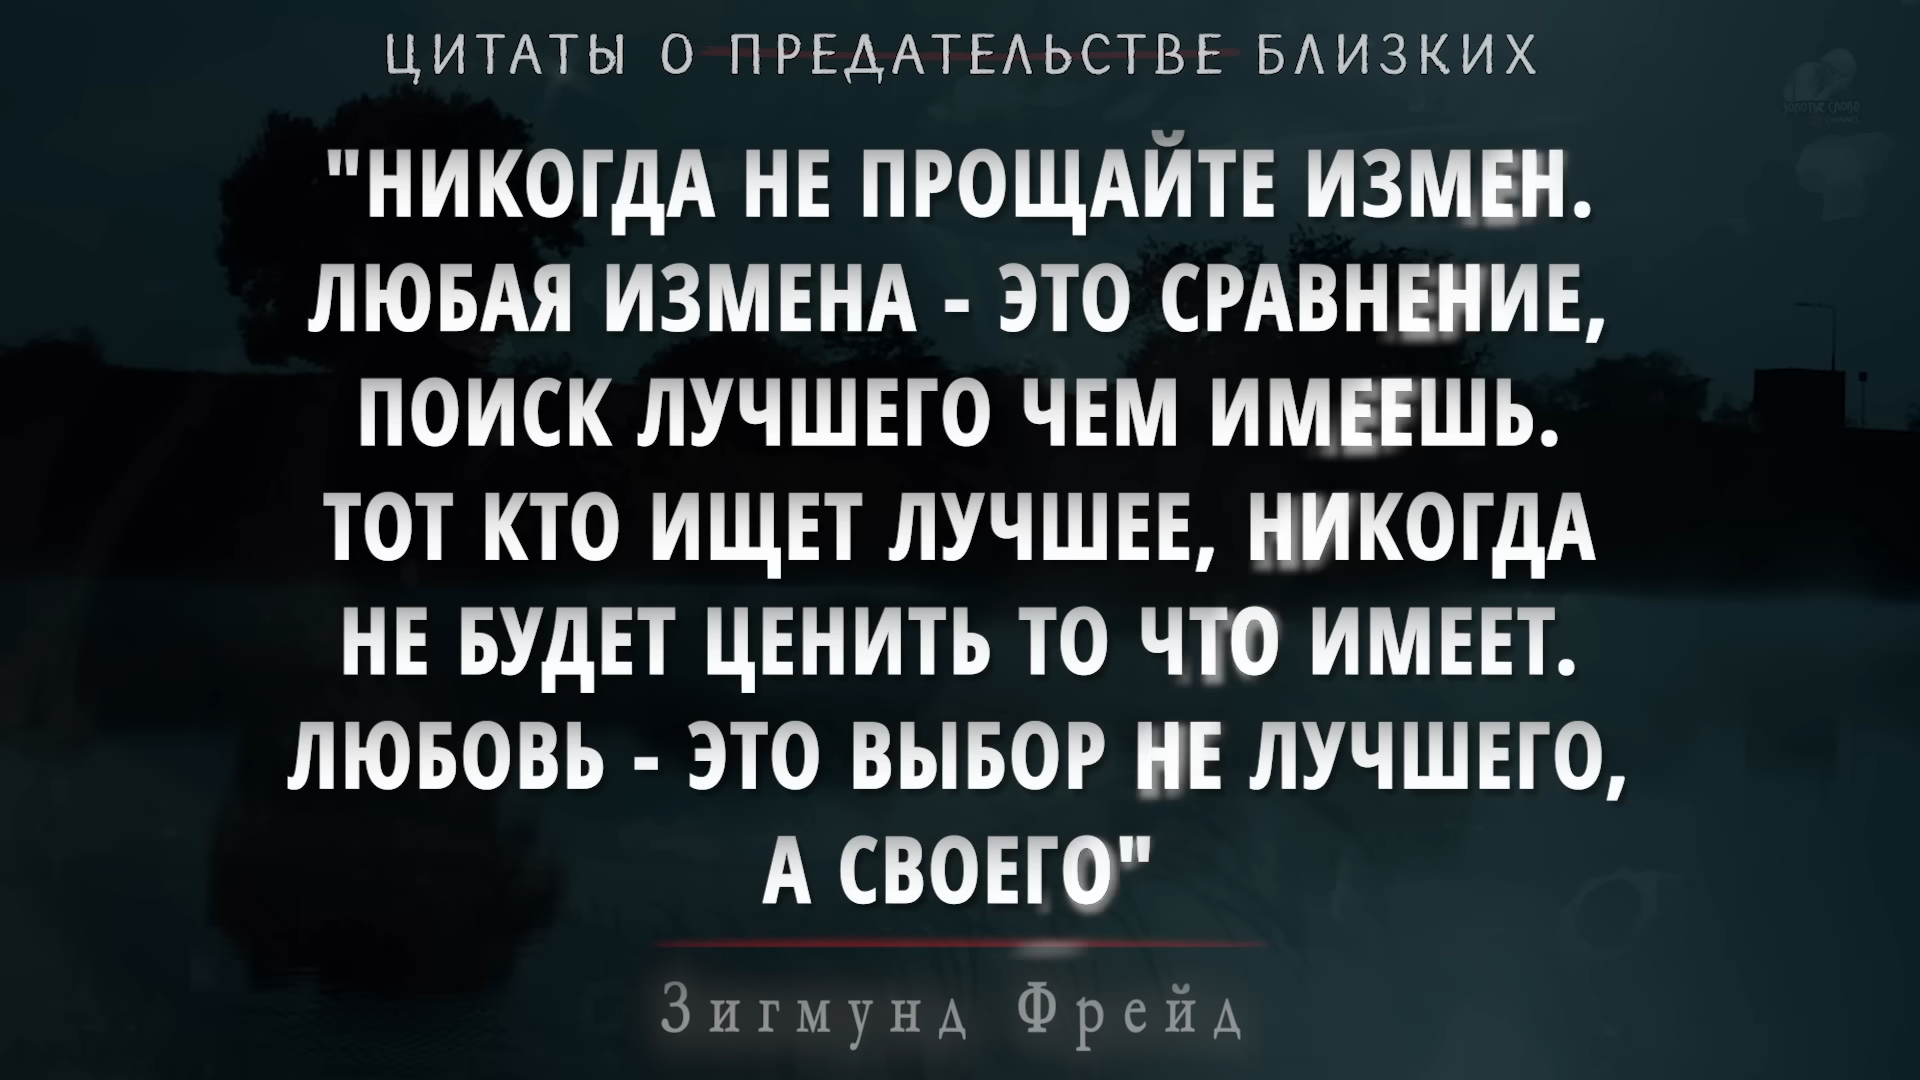 ЦИТАТЫ О ПРЕДАТЕЛЬСТВЕ БЛИЗКИХ
"НИКОГДА НЕ ПРОЩАЙТЕ ИЗМЕН.
ЛЮБАЯ ИЗМЕНА - ЭТО СРАВНЕНИЕ,
ПОИСК ЛУЧШЕГО ЧЕМ ИМЕЕШЬ.
ТОТ КТО ИЩЕТ ЛУЧШЕЕ, НИКОГДА
НЕ БУДЕТ ЦЕНИТЬ ТО ЧТО ИМЕЕТ.
ЛЮБОВЬ - ЭТО ВЫБОР НЕ ЛУЧШЕГО,
А СВОЕГО"
Зигмунд Фрейд